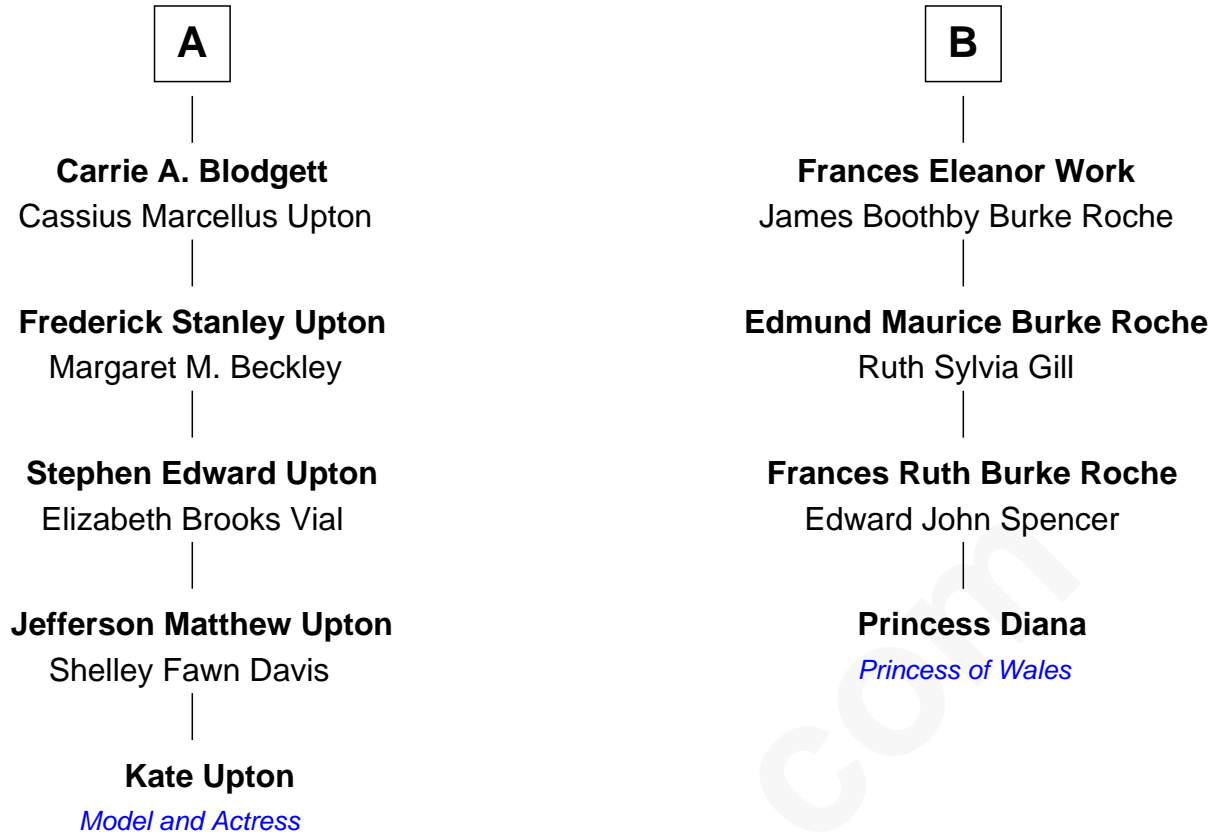 A
Carrie A. Blodgett
Cassius Marcellus Upton
Frederick Stanley Upton
Margaret M. Beckley
Stephen Edward Upton
Elizabeth Brooks Vial
Jefferson Matthew Upton
Shelley Fawn Davis
Kate Upton
Model and Actress
B
Frances Eleanor Work
James Boothby Burke Roche
Edmund Maurice Burke Roche
Ruth Sylvia Gill
Frances Ruth Burke Roche
Edward John Spencer
Princess Diana
Princess of Wales
com